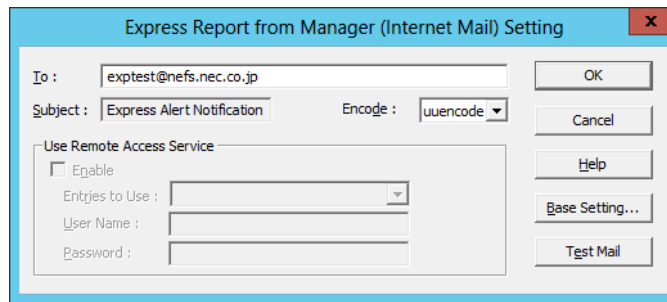 Express Report from Manager (Internet Mail) Setting
x
To : exptest@nefs.nec.co.jp
OK
Subject : Express Alert Notification Encode : uuencode
Cancel
Use Remote Access Service
Enable
Help
Entries to Use :
User Name :
Base Setting...
Password :
Test Mail